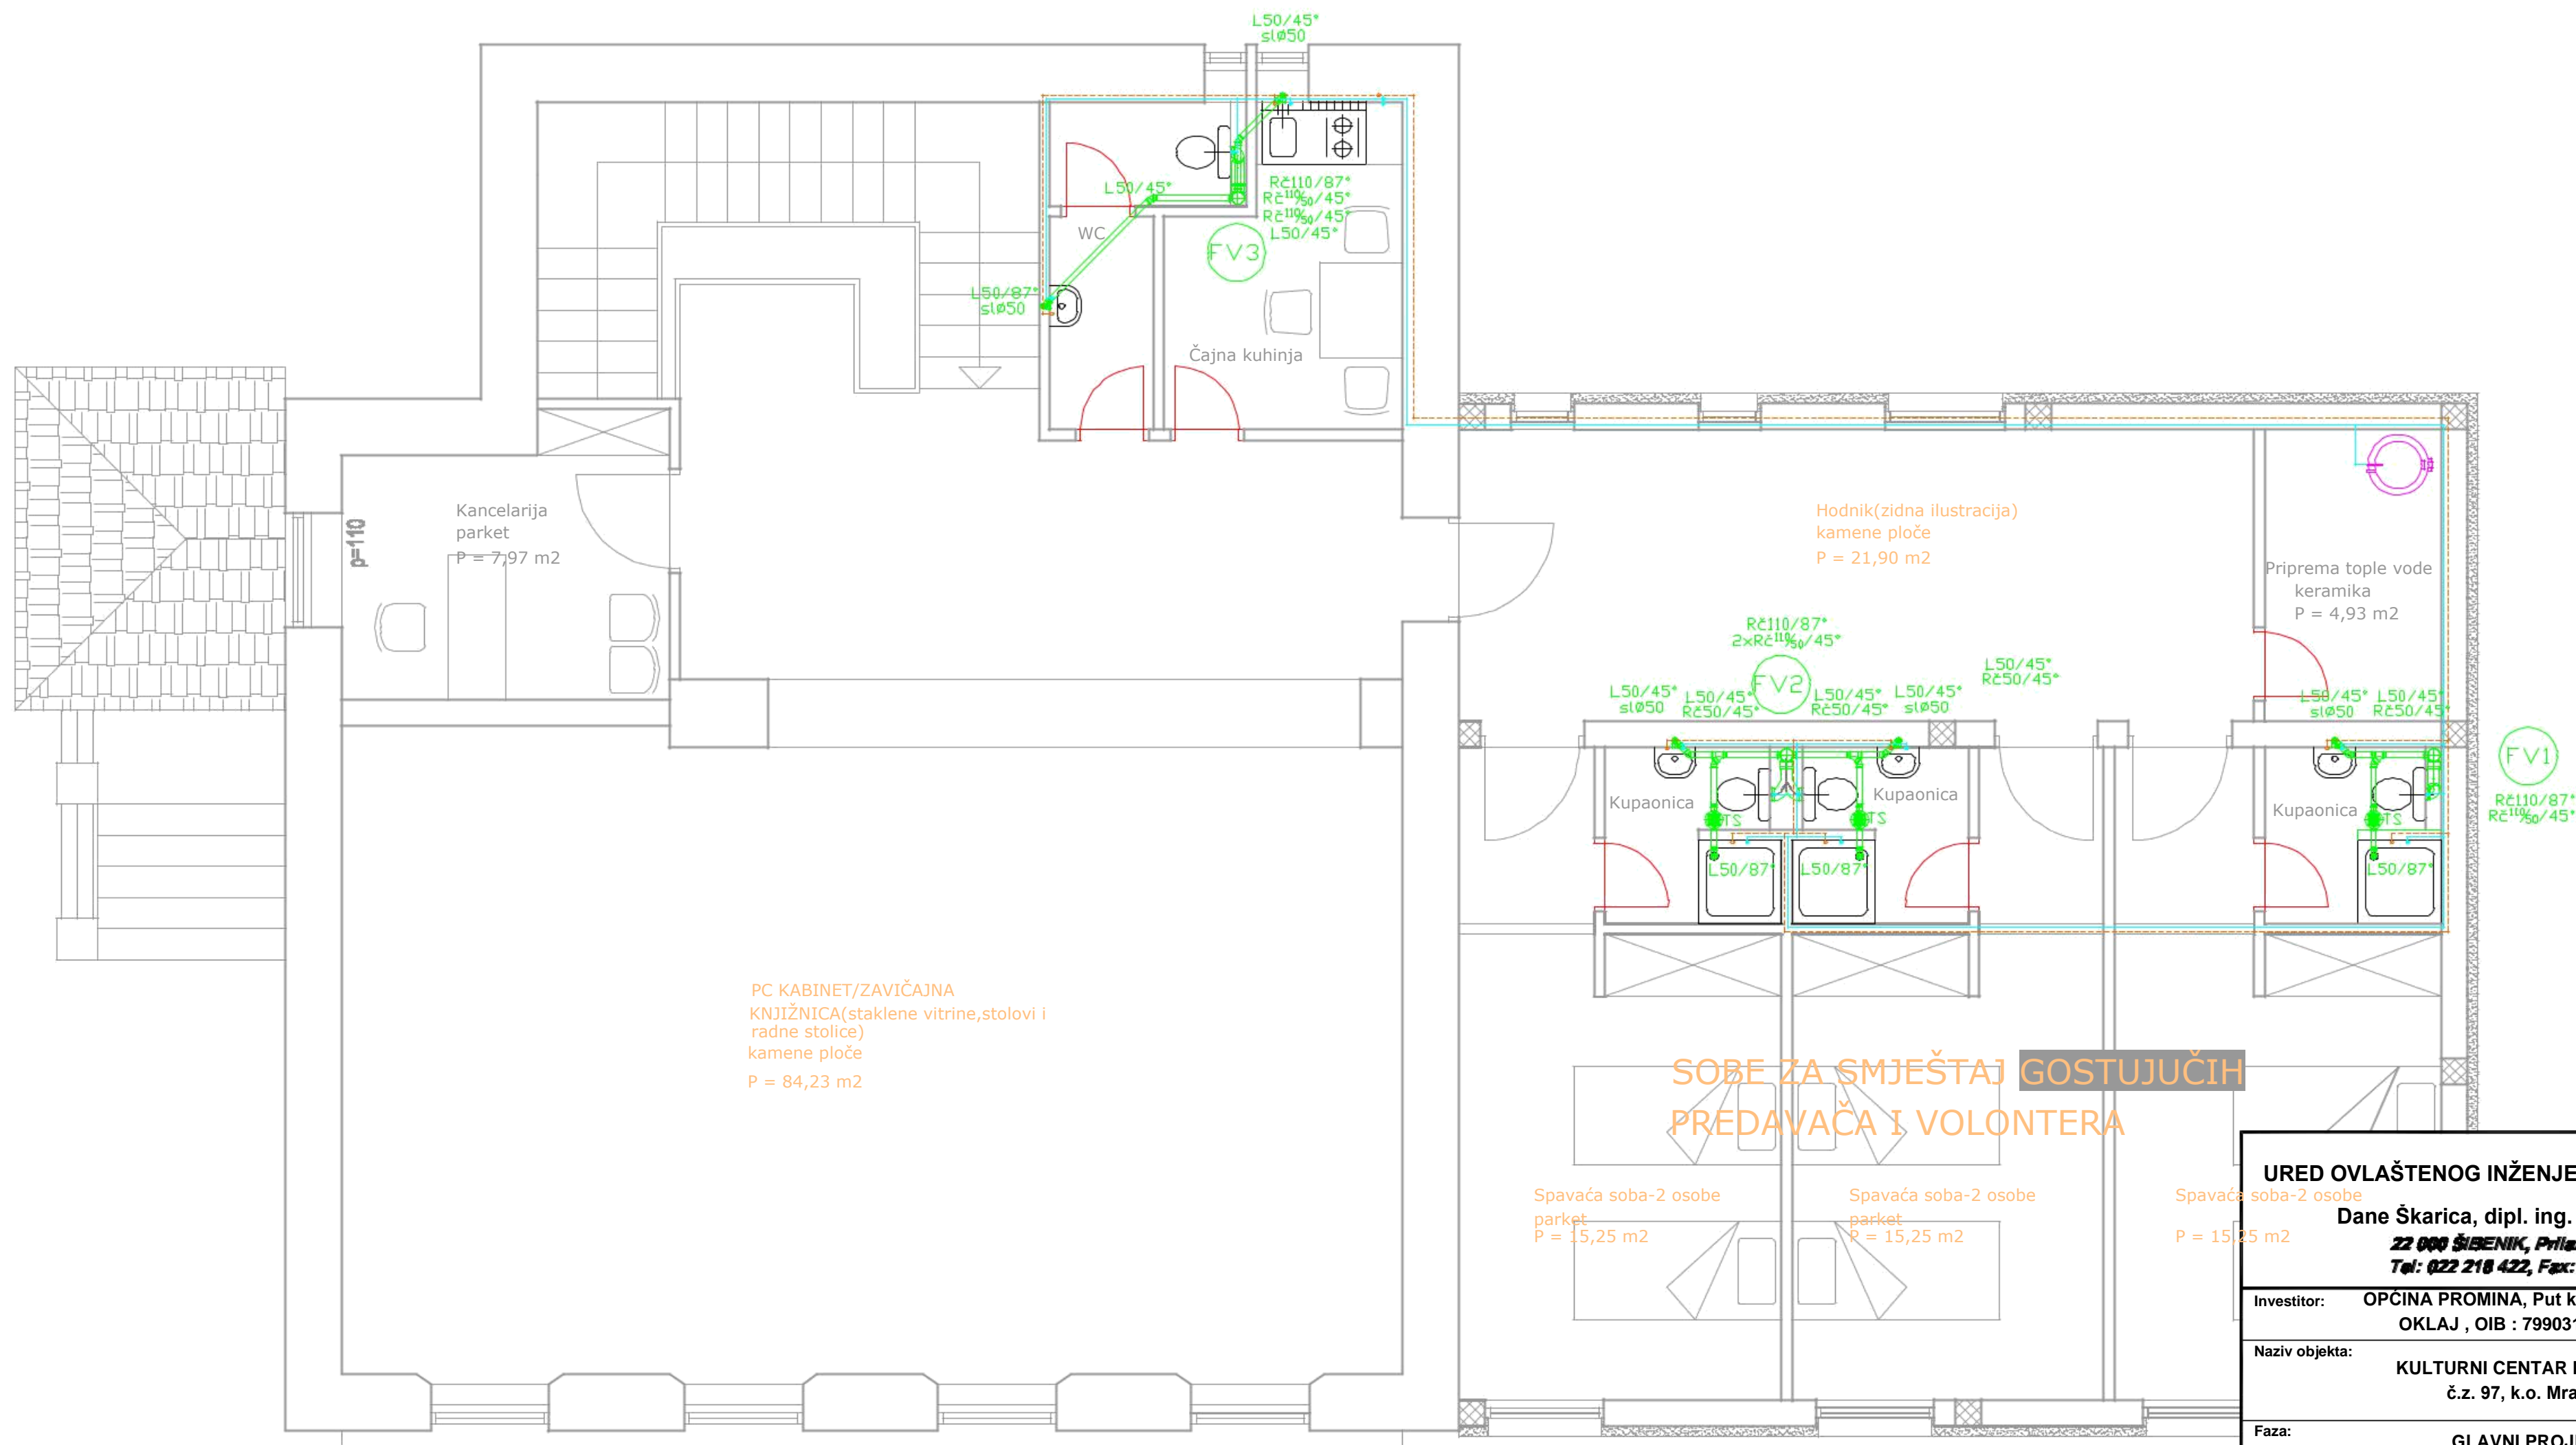 L50/45°
slø50
L50/45°
Rč110/87°
Rč110/50/45°
Rč110/50/45°
L50/45°
WC
FV3
L50/87°
slø50
Čajna kuhinja
Kancelarija
parket
P = 7,97 m2
p=110
Hodnik(zidna ilustracija)
kamene ploče
P = 21,90 m2
Priprema tople vode
keramika
P = 4,93 m2
Rč110/87°
2xRč110/50/45°
FV2
L50/45°
slø50
L50/45°
Rč50/45°
L50/45°
Rč50/45°
L50/45°
slø50
L50/45°
Rč50/45°
L50/45°
slø50
L50/45°
Rč50/45°
FV1
Rč110/87°
Rč110/50/45°
Kupaonica
Kupaonica
Kupaonica
TS
TS
TS
L50/87°
L50/87°
L50/87°
PC KABINET/ZAVIČAJNA
KNJIŽNICA(staklene vitrine,stolovi i
radne stolice)
kamene ploče
P = 84,23 m2
SOBE ZA SMJEŠTAJ GOSTUJUČIH
PREDAVAČA I VOLONTERA
Spavaća soba-2 osobe
parket
P = 15,25 m2
Spavaća soba-2 osobe
parket
P = 15,25 m2
Spavaća soba-2 osobe
P = 15,25 m2
URED OVLAŠTENOG INŽENJE
Dane Škarica, dipl. ing.
22 000 ŠIBENIK, Prila
Tel: 022 218 422, Fax:
Investitor:
OPĆINA PROMINA, Put k
OKLAJ , OIB : 799031
Naziv objekta:
KULTURNI CENTAR
č.z. 97, k.o. Mra
Faza:
GLAVNI PROJ